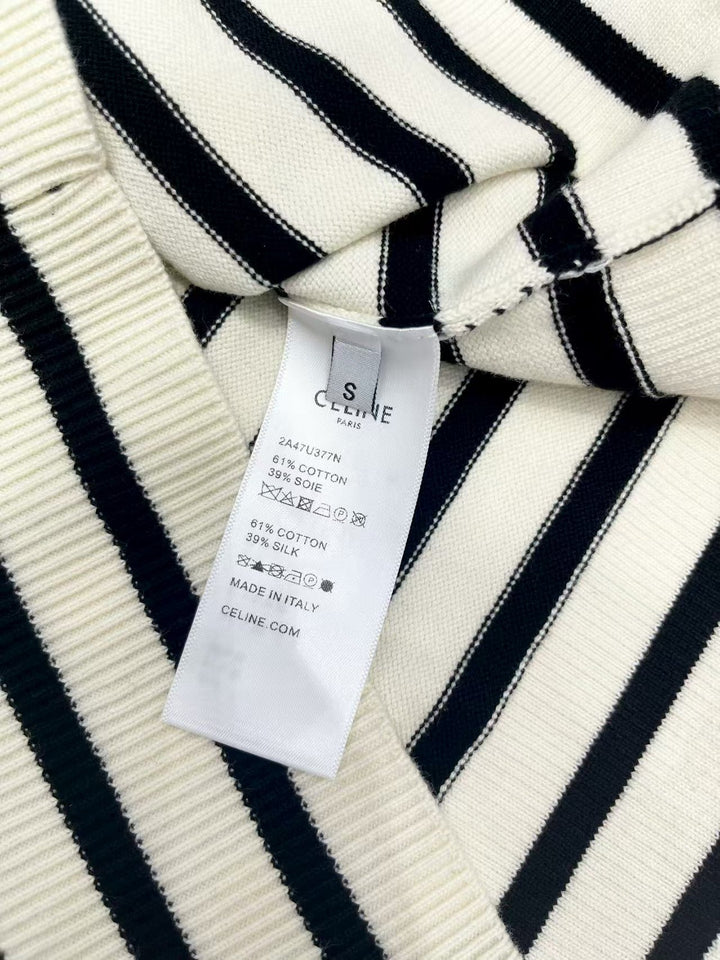 S
CELINE
PARIS
2A47U377N
61% COTTON
39% SOIE
P
61% COTTON
39% SILK
P
MADE IN ITALY
CELINE.COM